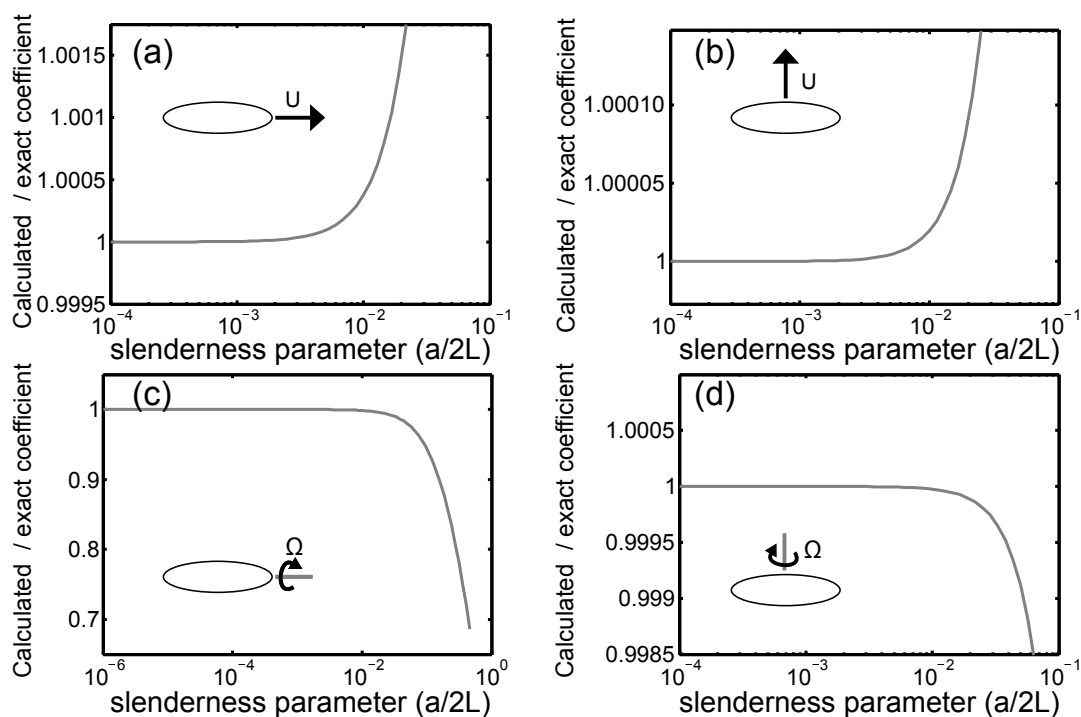 (a)
Calculated / exact coefficient
1.0015
1.001
1.0005
1
0.9995
U
10⁻⁴
10⁻³
10⁻²
10⁻¹
slenderness parameter (a/2L)
(b)
Calculated / exact coefficient
1.00010
1.00005
1
U
10⁻⁴
10⁻³
10⁻²
10⁻¹
slenderness parameter (a/2L)
(c)
Calculated / exact coefficient
1
0.9
0.8
0.7
Ω
10⁻⁶
10⁻⁴
10⁻²
10⁰
slenderness parameter (a/2L)
(d)
Calculated / exact coefficient
1.0005
1
0.9995
0.999
0.9985
Ω
10⁻⁴
10⁻³
10⁻²
10⁻¹
slenderness parameter (a/2L)